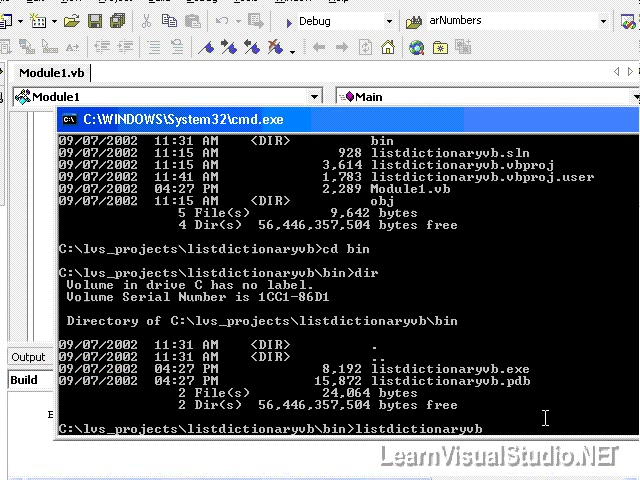 Debug
arNumbers
Module1.vb
Module1
Main
C:\WINDOWS\System32\cmd.exe
09/07/2002  11:31 AM    <DIR>          bin
09/07/2002  11:15 AM               928 listdictionaryvb.sln
09/07/2002  11:15 AM             3,614 listdictionaryvb.vbproj
09/07/2002  11:41 AM             1,783 listdictionaryvb.vbproj.user
09/07/2002  04:27 PM             2,289 Module1.vb
09/07/2002  11:15 AM    <DIR>          obj
5 File(s)          9,642 bytes
4 Dir(s)  56,446,357,504 bytes free
C:\lvs_projects\listdictionaryvb>cd bin
C:\lvs_projects\listdictionaryvb\bin>dir
Volume in drive C has no label.
Volume Serial Number is 1CC1-86D1
Directory of C:\lvs_projects\listdictionaryvb\bin
09/07/2002  11:31 AM    <DIR>          .
09/07/2002  11:31 AM    <DIR>          ..
09/07/2002  04:27 PM             8,192 listdictionaryvb.exe
09/07/2002  04:27 PM            15,872 listdictionaryvb.pdb
2 File(s)         24,064 bytes
2 Dir(s)  56,446,357,504 bytes free
C:\lvs_projects\listdictionaryvb\bin>listdictionaryvb
Output
Build
LearnVisualStudio.NET